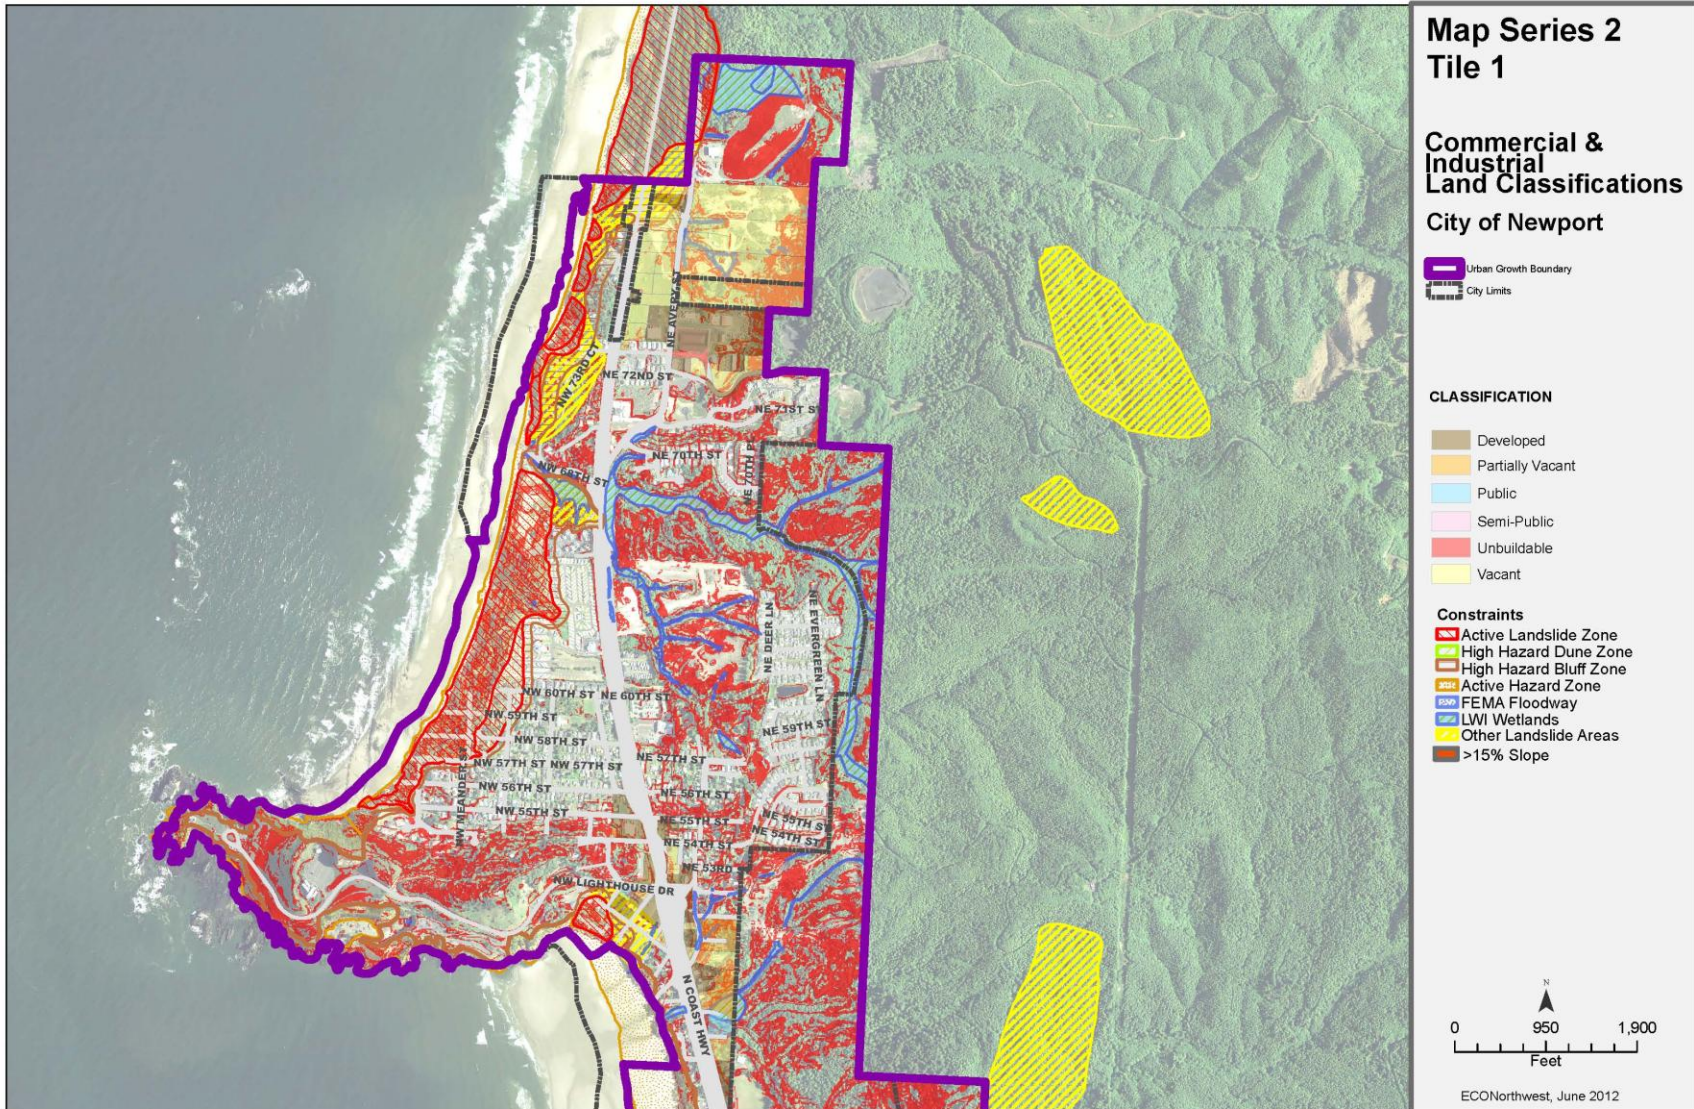 Map Series 2
Tile 1
Commercial &
Industrial
Land Classifications
City of Newport
Urban Growth Boundary
City Limits
CLASSIFICATION
Developed
Partially Vacant
Public
Semi-Public
Unbuildable
Vacant
Constraints
Active Landslide Zone
High Hazard Dune Zone
High Hazard Bluff Zone
Active Hazard Zone
FEMA Floodway
LWI Wetlands
Other Landslide Areas
>15% Slope
N
0 950 1,900
Feet
ECONorthwest, June 2012
NE AVERY ST
NW 73RD CT
NE 72ND ST
NE 71ST ST
NE 70TH ST
NE 70TH PL
NW 68TH ST
NE DEER LN
NE EVERGREEN LN
NW 60TH ST NE 60TH ST
NW 59TH ST
NE 59TH ST
NW 58TH ST
NW 57TH ST NW 57TH ST
NE 57TH ST
NW 56TH ST
NE 56TH ST
NW MEANDER ST
NW 55TH ST
NE 55TH ST
NE 55TH ST
NE 54TH ST
NE 54TH ST
NE 53RD
NW LIGHTHOUSE DR
N COAST HWY